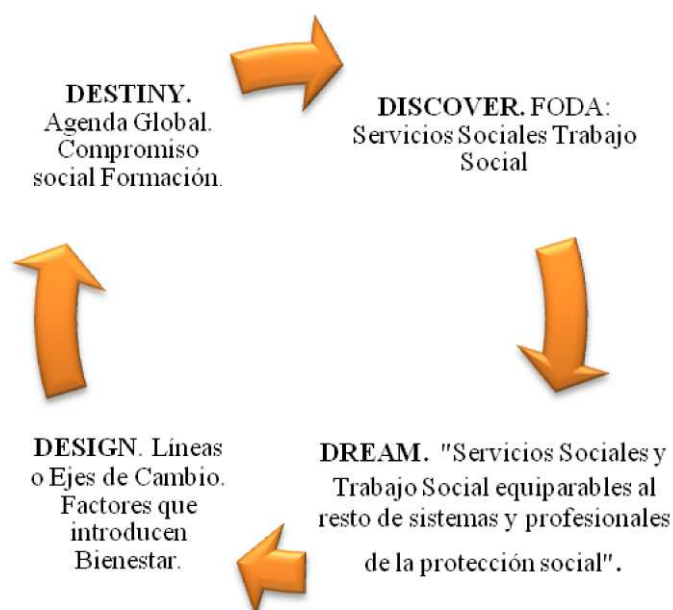 DESTINY.
Agenda Global.
Compromiso
social Formación.
DISCOVER. FODA:
Servicios Sociales Trabajo
Social
DREAM. "Servicios Sociales y
Trabajo Social equiparables al
resto de sistemas y profesionales
de la protección social".
DESIGN. Líneas
o Ejes de Cambio.
Factores que
introducen
Bienestar.